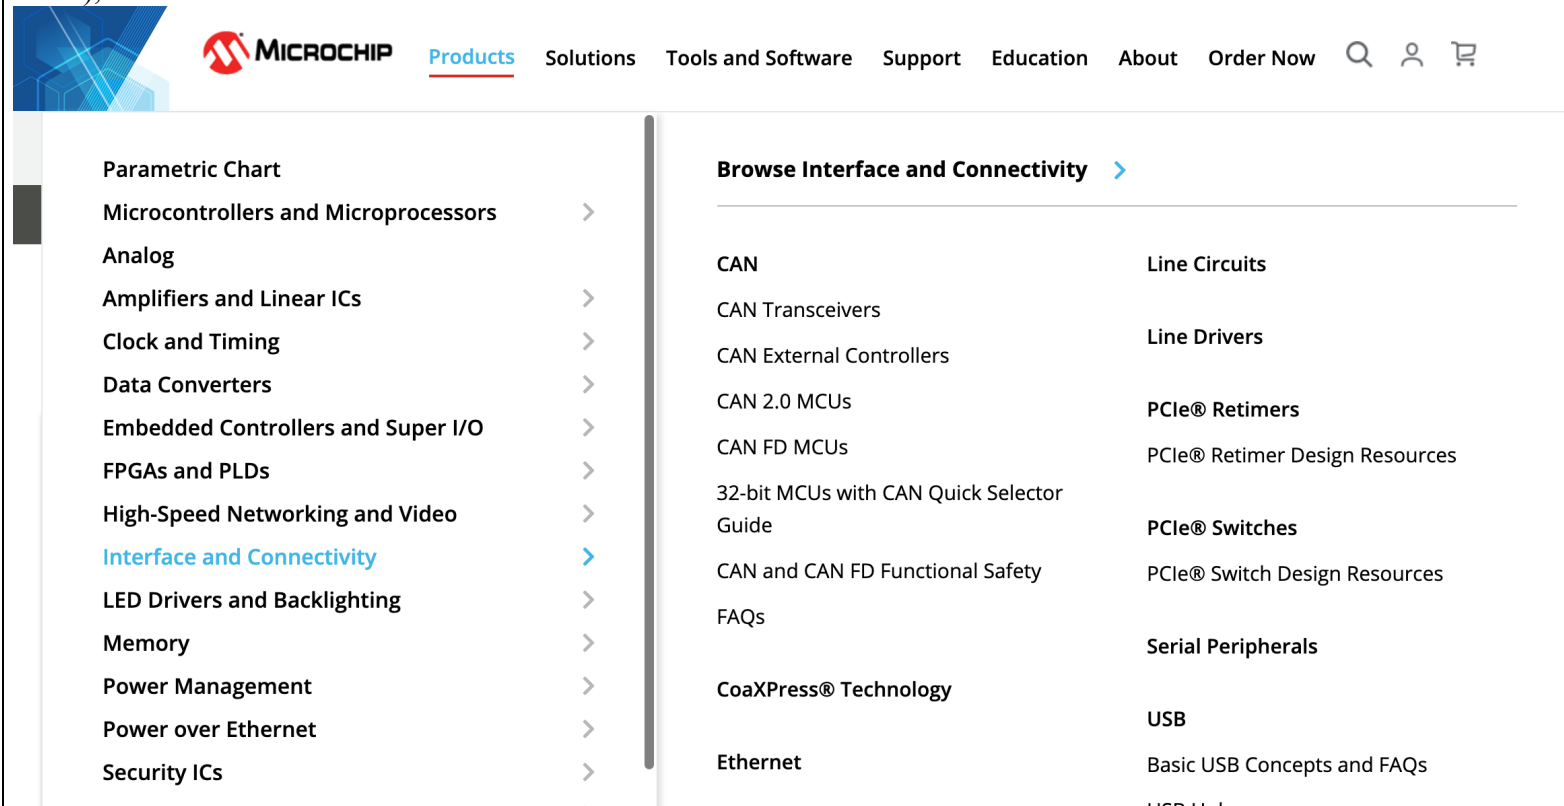 MICROCHIP
Products
Solutions
Tools and Software
Support
Education
About
Order Now
Parametric Chart
Microcontrollers and Microprocessors
Analog
Amplifiers and Linear ICs
Clock and Timing
Data Converters
Embedded Controllers and Super I/O
FPGAs and PLDs
High-Speed Networking and Video
Interface and Connectivity
LED Drivers and Backlighting
Memory
Power Management
Power over Ethernet
Security ICs
Browse Interface and Connectivity
CAN
CAN Transceivers
CAN External Controllers
CAN 2.0 MCUs
CAN FD MCUs
32-bit MCUs with CAN Quick Selector
Guide
CAN and CAN FD Functional Safety
FAQs
CoaXPress® Technology
Ethernet
Line Circuits
Line Drivers
PCIe® Retimers
PCIe® Retimer Design Resources
PCIe® Switches
PCIe® Switch Design Resources
Serial Peripherals
USB
Basic USB Concepts and FAQs